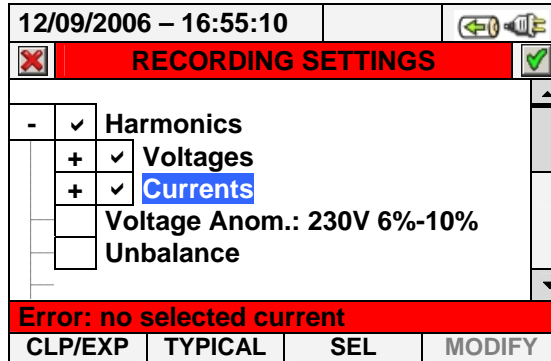 12/09/2006 – 16:55:10
RECORDING SETTINGS
- Harmonics
+ Voltages
+ Currents
Voltage Anom.: 230V 6%-10%
Unbalance
Error: no selected current
CLP/EXP TYPICAL SEL MODIFY